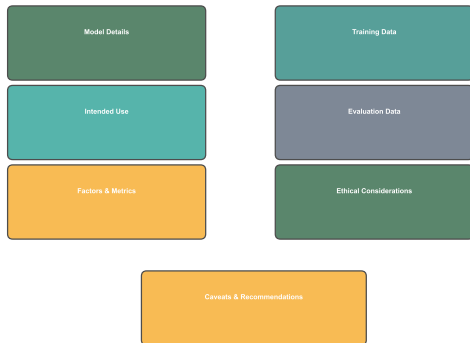 Model Details
Training Data
Intended Use
Evaluation Data
Factors & Metrics
Ethical Considerations
Caveats & Recommendations